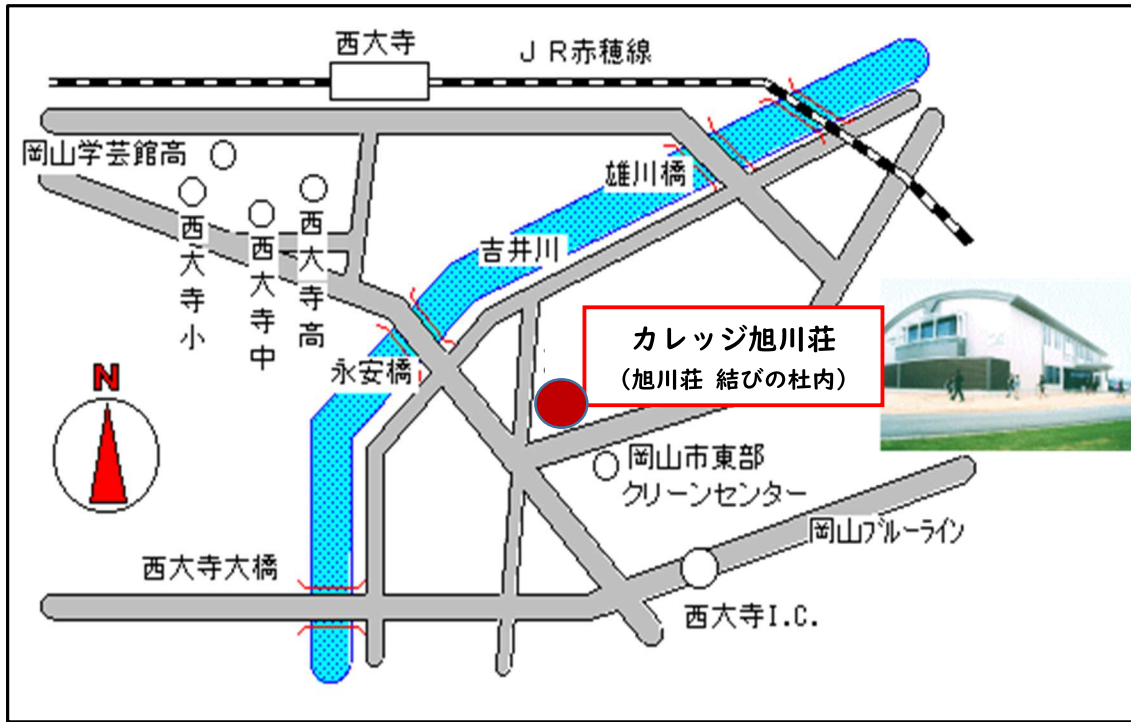 西大寺
JR赤穂線
岡山学芸館高
雄川橋
西大寺小
西大寺中
西大寺高
吉井川
カレッジ旭川荘
(旭川荘 結びの杜内)
永安橋
N
岡山市東部
クリーンセンター
岡山ブルーライン
西大寺大橋
西大寺I.C.